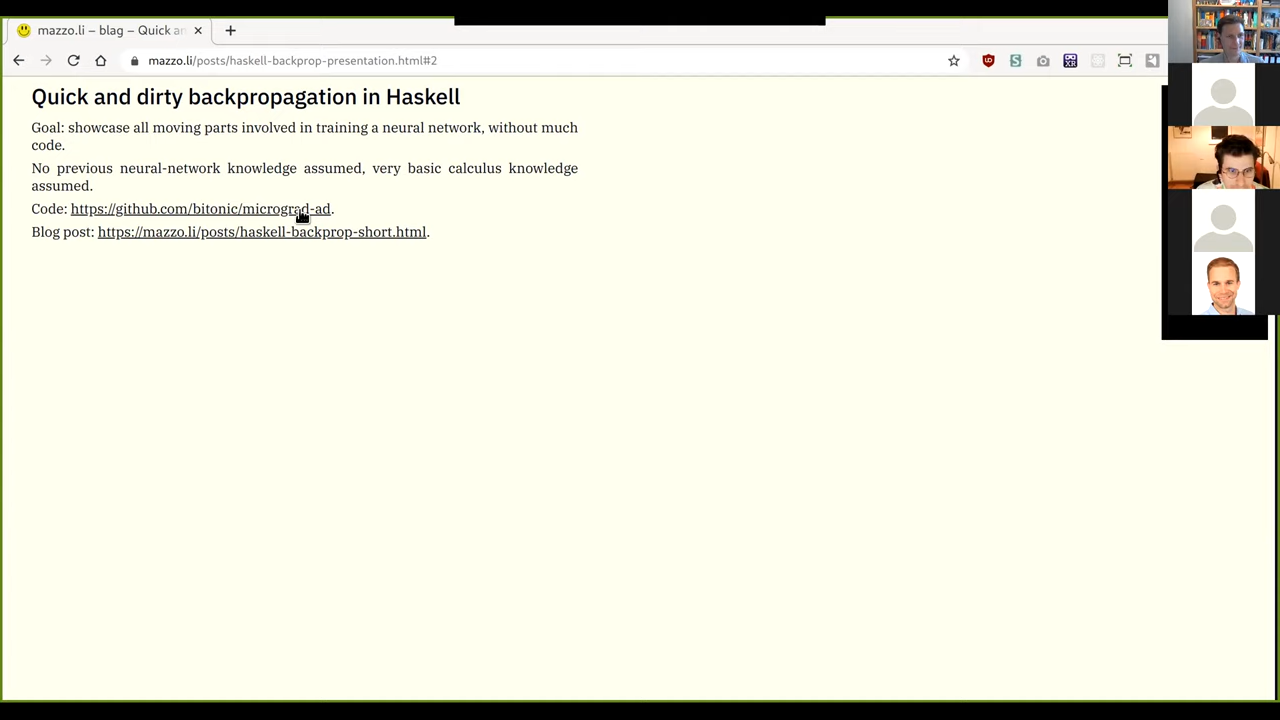 mazzo.li – blag – Quick an
mazzo.li/posts/haskell-backprop-presentation.html#2
Quick and dirty backpropagation in Haskell
Goal: showcase all moving parts involved in training a neural network, without much
code.
No previous neural-network knowledge assumed, very basic calculus knowledge
assumed.
Code: https://github.com/bitonic/micrograd-ad.
Blog post: https://mazzo.li/posts/haskell-backprop-short.html.